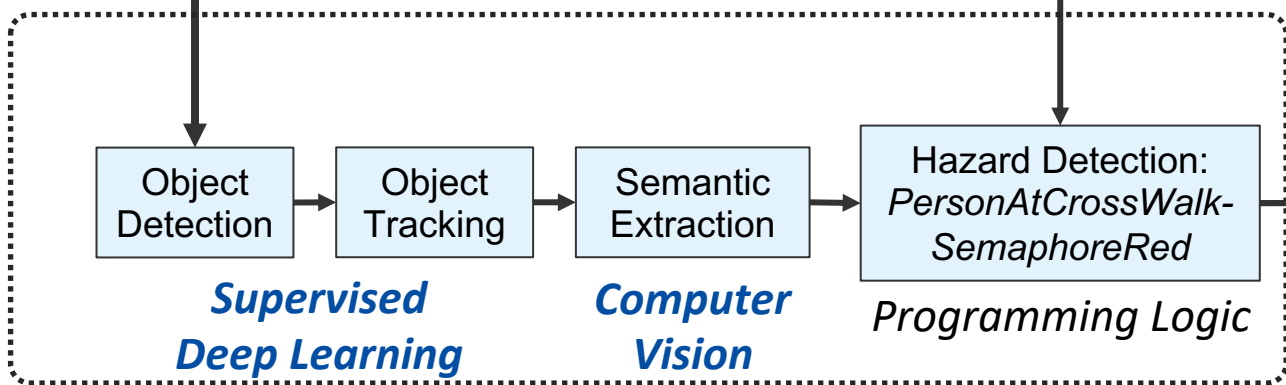 Object
Detection
Object
Tracking
Semantic
Extraction
Hazard Detection:
PersonAtCrossWalk-
SemaphoreRed
Supervised
Deep Learning
Computer
Vision
Programming Logic